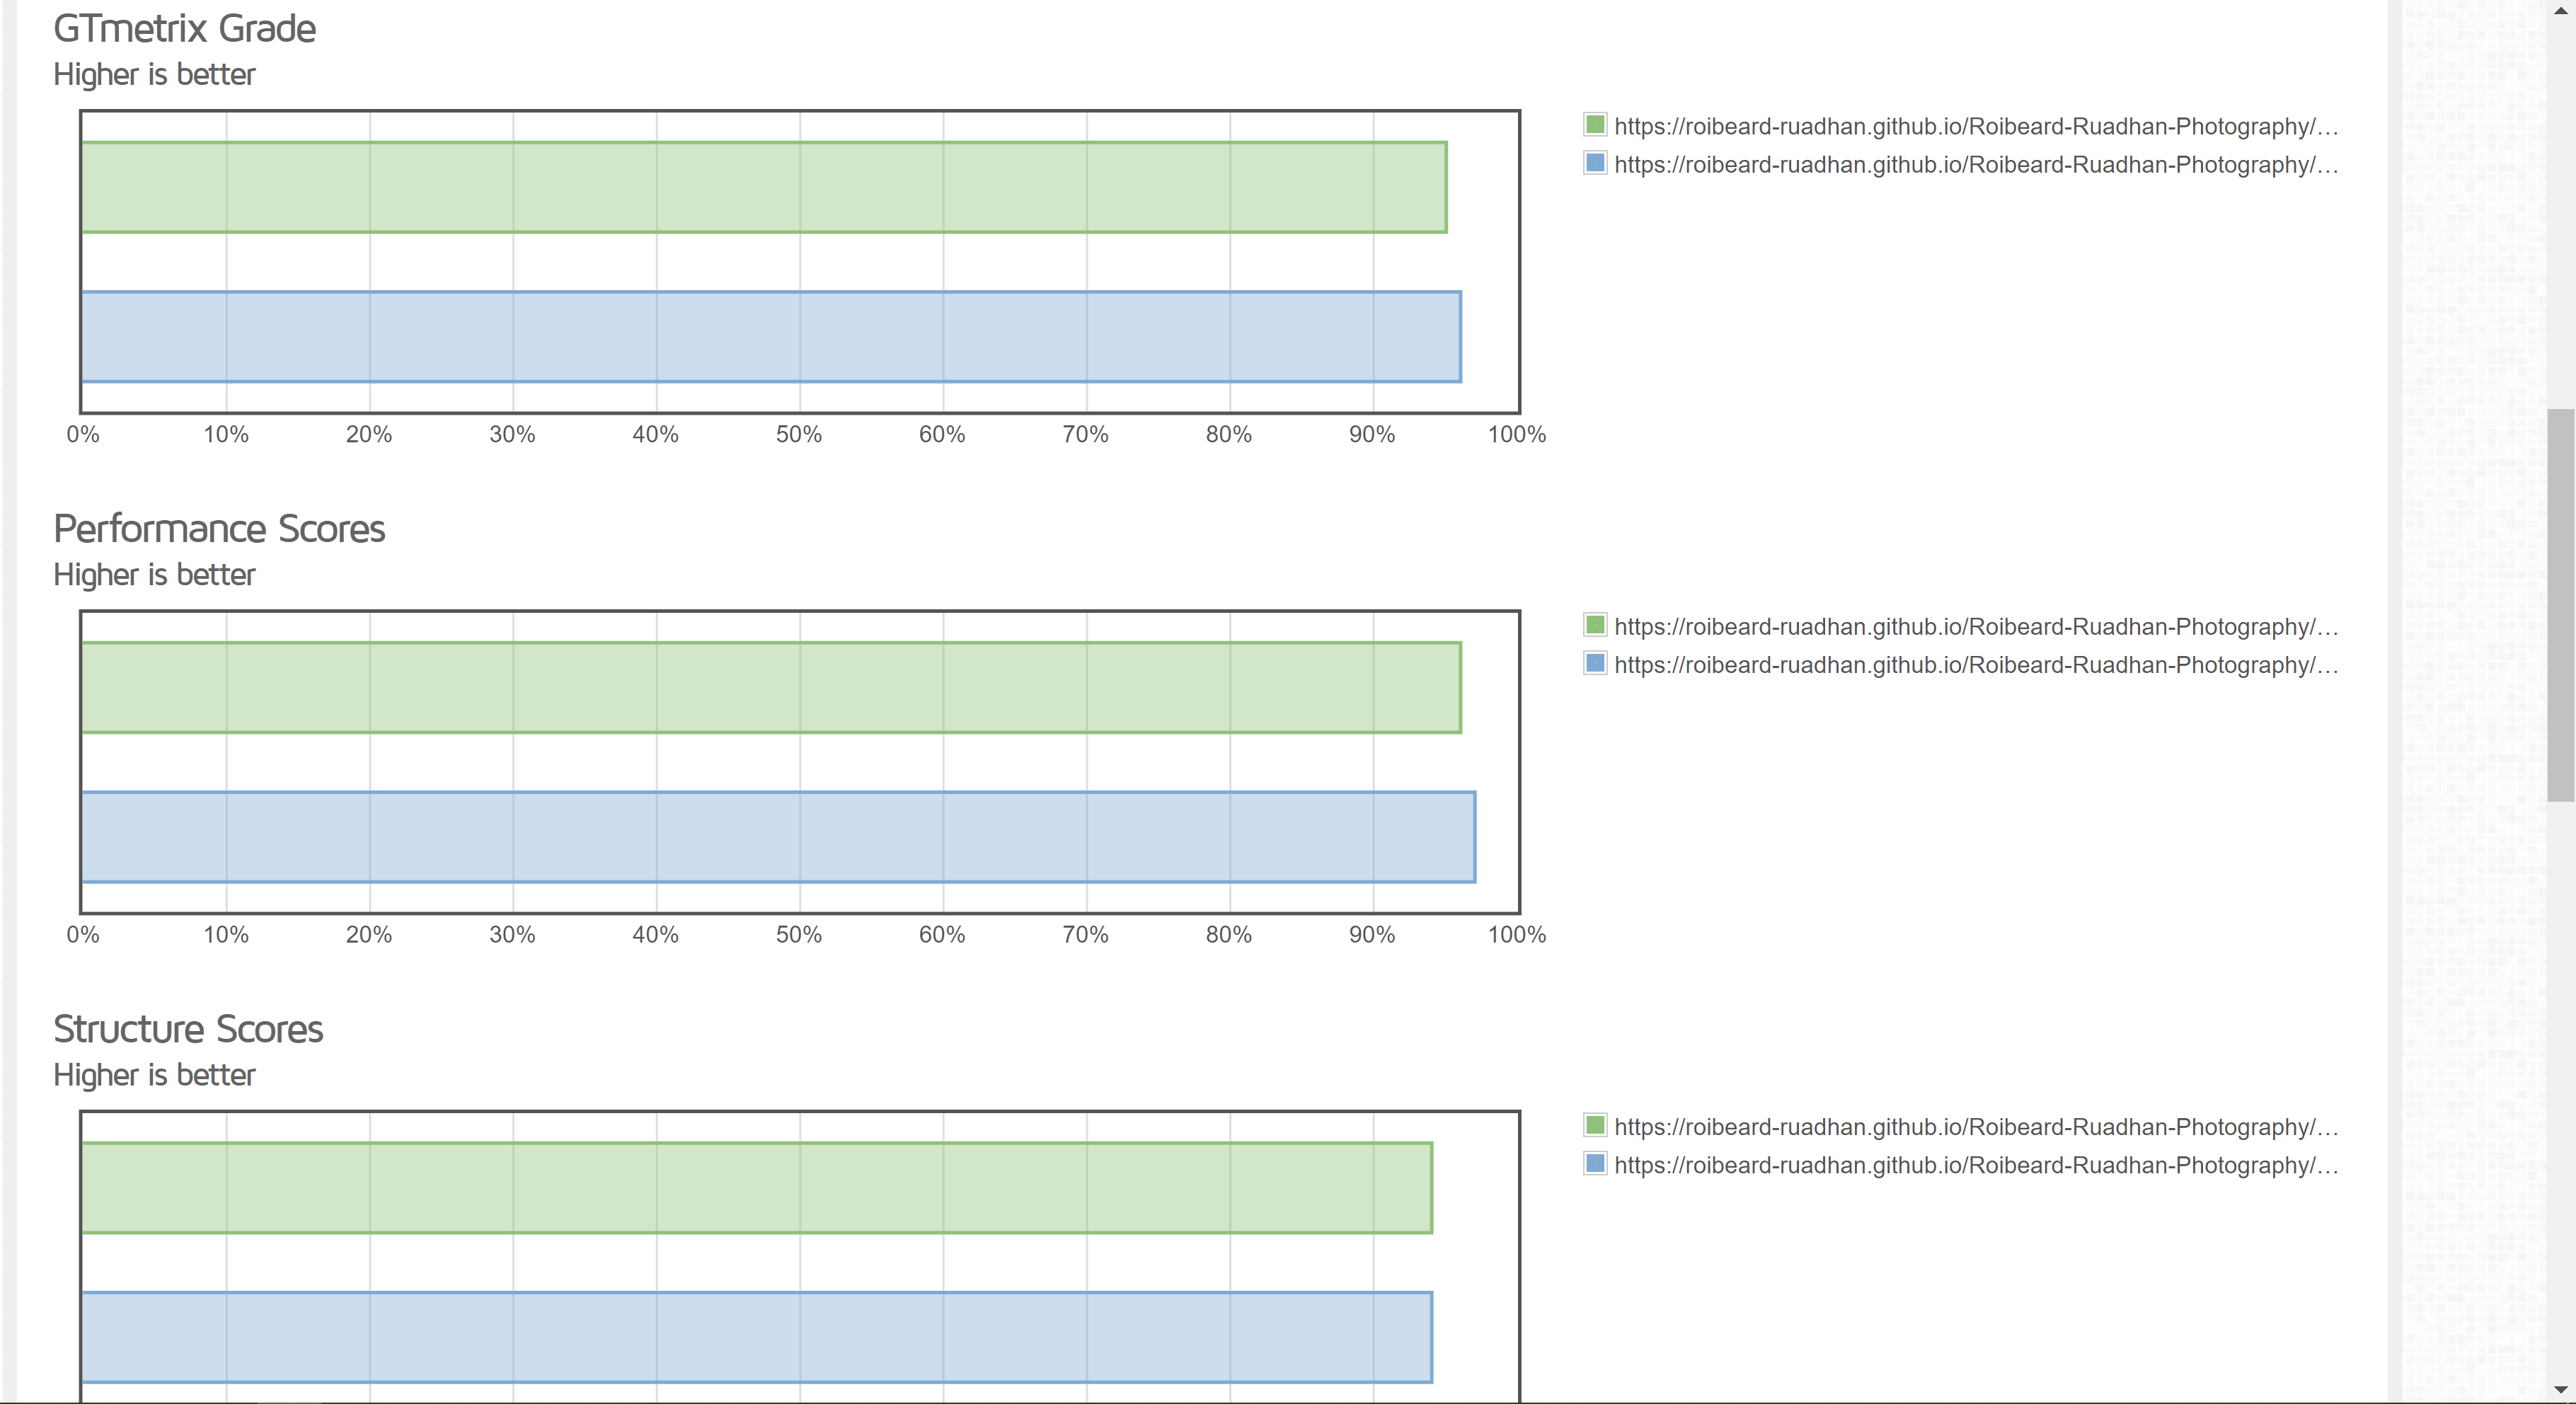 GTmetrix Grade
Higher is better
https://roibeard-ruadhan.github.io/Roibeard-Ruadhan-Photography/…
https://roibeard-ruadhan.github.io/Roibeard-Ruadhan-Photography/…
0% 10% 20% 30% 40% 50% 60% 70% 80% 90% 100%
Performance Scores
Higher is better
https://roibeard-ruadhan.github.io/Roibeard-Ruadhan-Photography/…
https://roibeard-ruadhan.github.io/Roibeard-Ruadhan-Photography/…
0% 10% 20% 30% 40% 50% 60% 70% 80% 90% 100%
Structure Scores
Higher is better
https://roibeard-ruadhan.github.io/Roibeard-Ruadhan-Photography/…
https://roibeard-ruadhan.github.io/Roibeard-Ruadhan-Photography/…